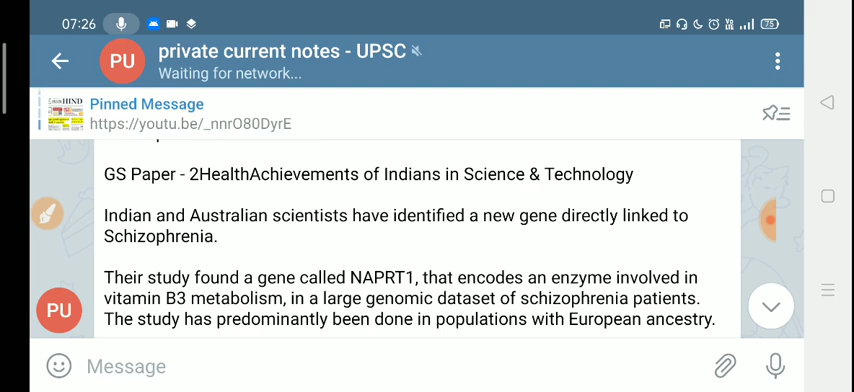 07:26
75
PU
private current notes - UPSC
Waiting for network...
HIND
Pinned Message
https://youtu.be/_nnrO80DyrE
GS Paper - 2HealthAchievements of Indians in Science & Technology
Indian and Australian scientists have identified a new gene directly linked to
Schizophrenia.
Their study found a gene called NAPRT1, that encodes an enzyme involved in
vitamin B3 metabolism, in a large genomic dataset of schizophrenia patients.
The study has predominantly been done in populations with European ancestry.
PU
Message